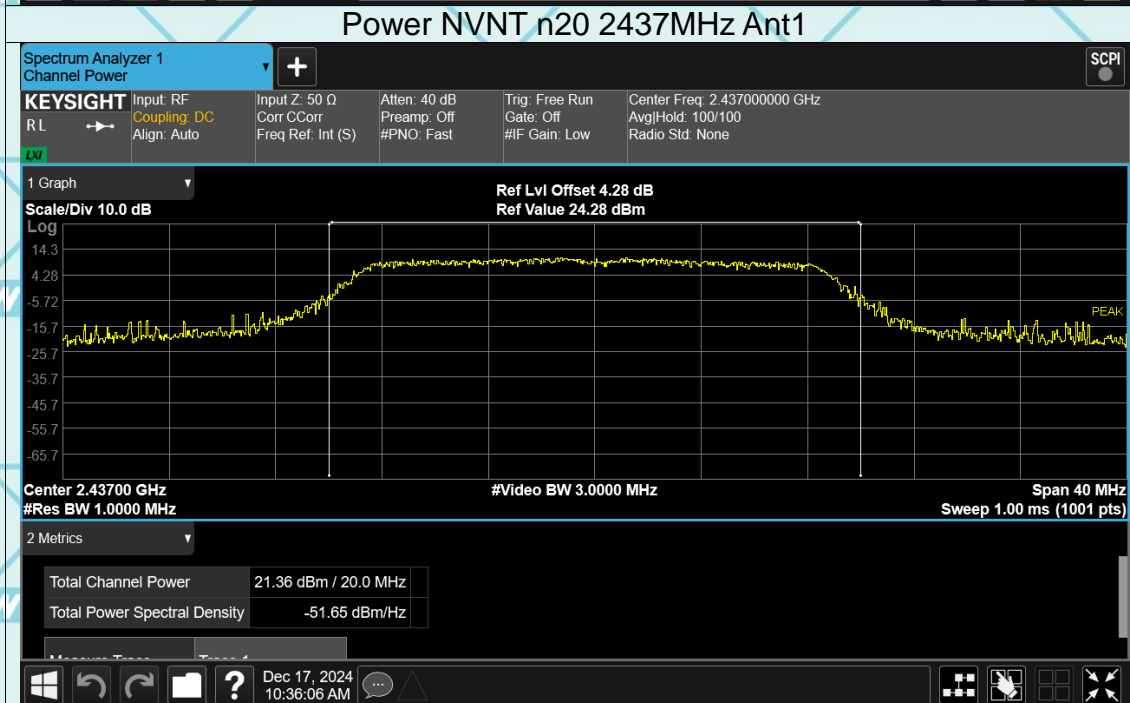 Power NVNT n20 2437MHz Ant1
Spectrum Analyzer 1
Channel Power
+
SCPI
KEYSIGHT
RL
LXI
Input: RF
Coupling: DC
Align: Auto
Input Z: 50 Ω
Corr CCorr
Freq Ref: Int (S)
Atten: 40 dB
Preamp: Off
#PNO: Fast
Trig: Free Run
Gate: Off
#IF Gain: Low
Center Freq: 2.437000000 GHz
Avg|Hold: 100/100
Radio Std: None
1 Graph
Ref Lvl Offset 4.28 dB
Scale/Div 10.0 dB
Ref Value 24.28 dBm
Log
14.3
4.28
-5.72
PEAK
-15.7
-25.7
-35.7
-45.7
-55.7
-65.7
Center 2.43700 GHz
#Video BW 3.0000 MHz
Span 40 MHz
#Res BW 1.0000 MHz
Sweep 1.00 ms (1001 pts)
2 Metrics
Total Channel Power 21.36 dBm / 20.0 MHz
Total Power Spectral Density -51.65 dBm/Hz
?
Dec 17, 2024
10:36:06 AM